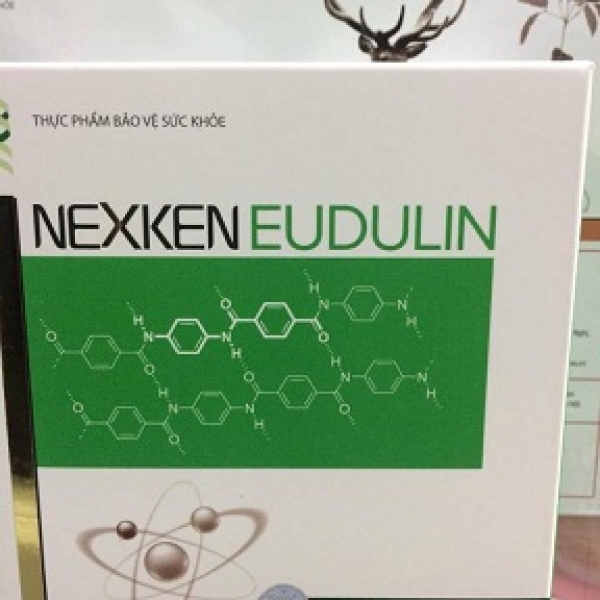 THỰC PHẨM BẢO VỆ SỨC KHỎE
NEXKEN EUDULIN